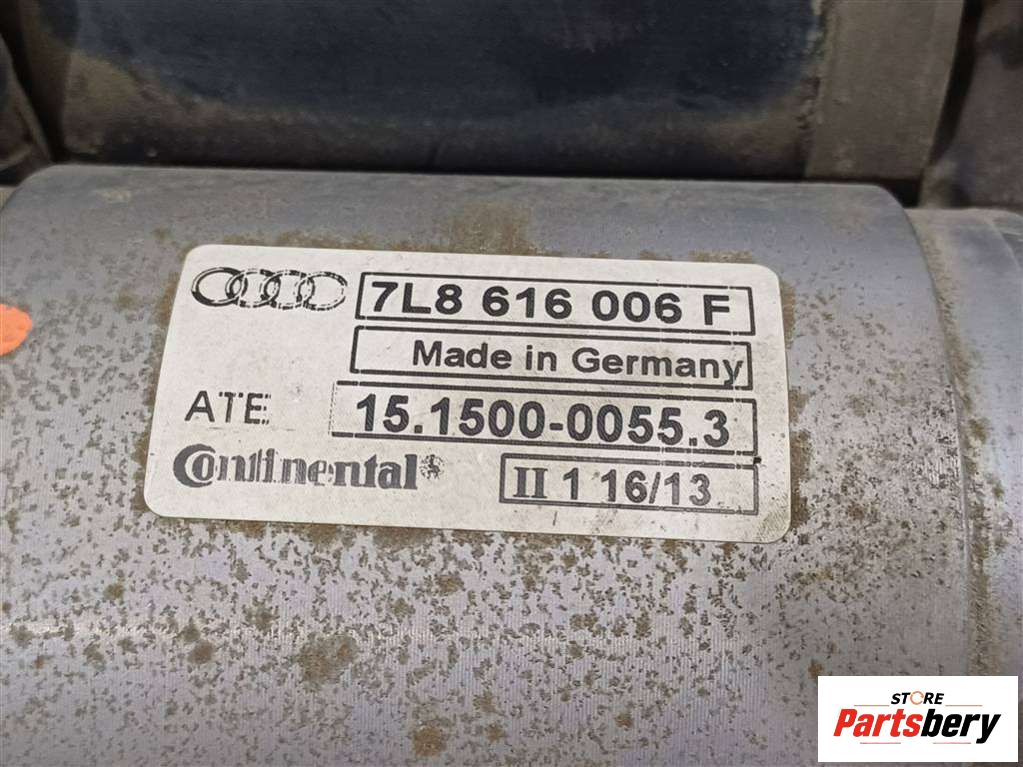 7L8 616 006 F
Made in Germany
ATE 15.1500-0055.3
Continental II 1 16/13
STORE
Partsbery